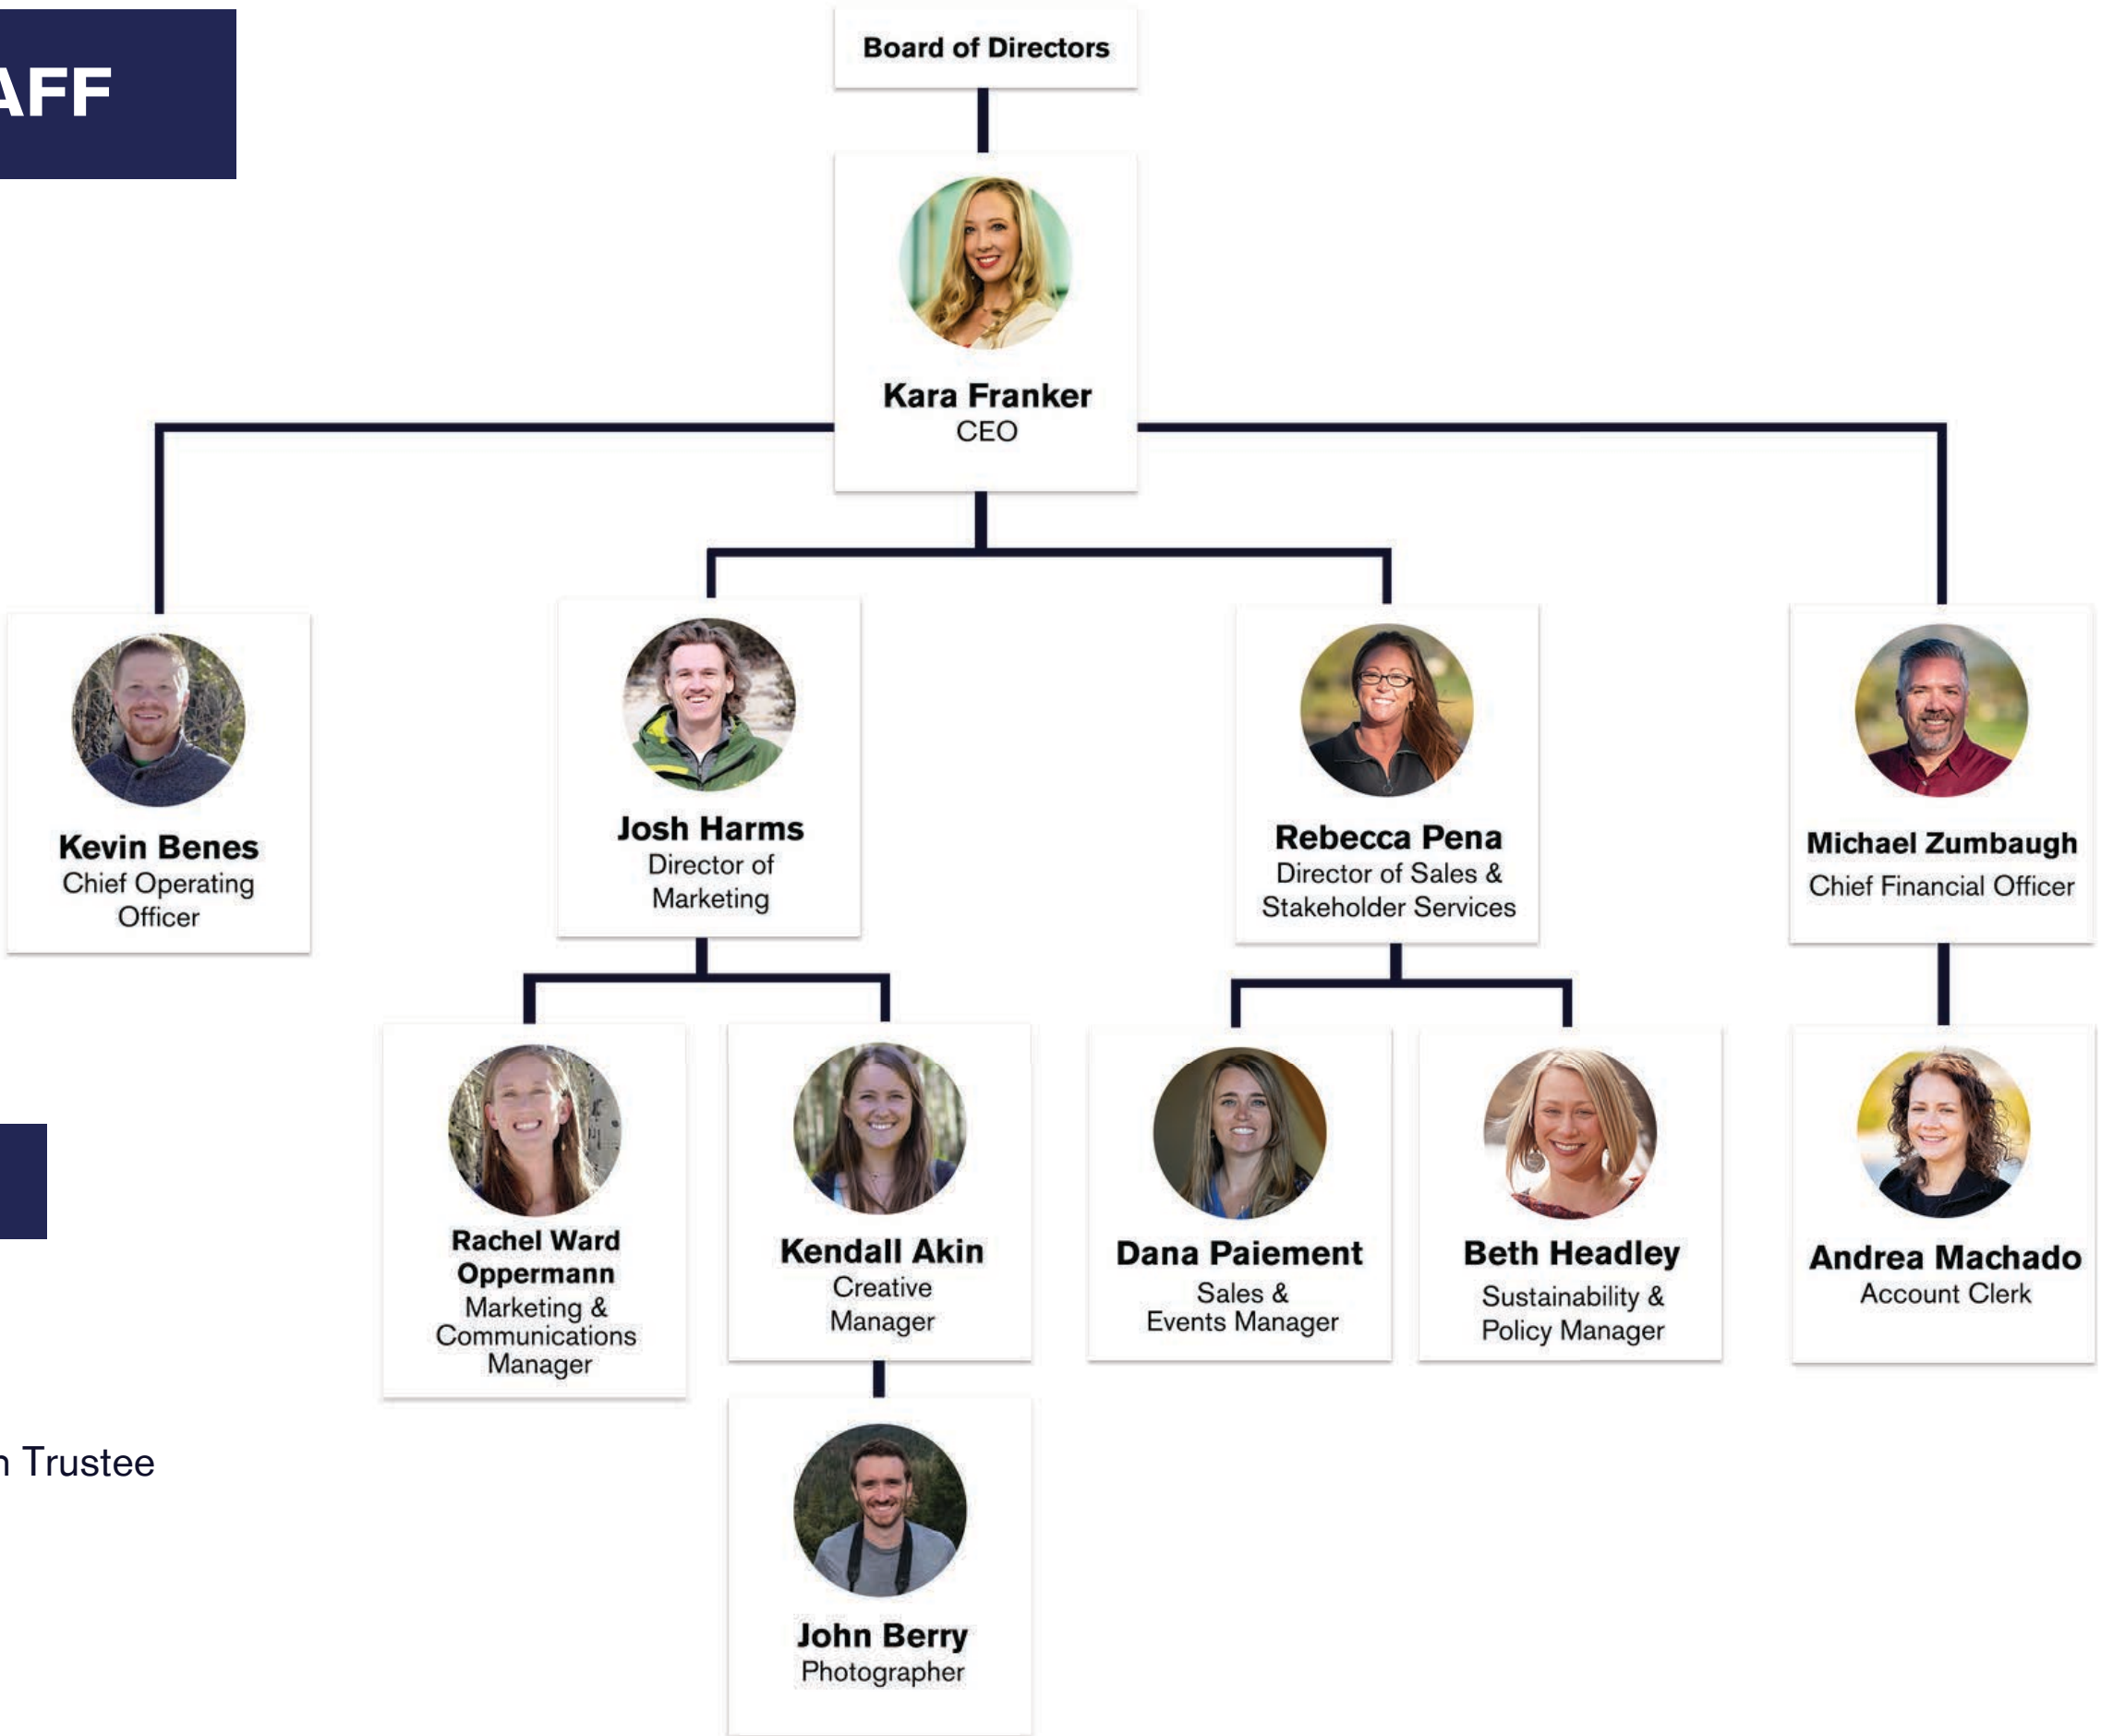 AFF
Board of Directors
Kara Franker
CEO
Kevin Benes
Chief Operating
Officer
Josh Harms
Director of
Marketing
Rebecca Pena
Director of Sales &
Stakeholder Services
Michael Zumbaugh
Chief Financial Officer
Rachel Ward
Oppermann
Marketing &
Communications
Manager
Kendall Akin
Creative
Manager
Dana Paiement
Sales &
Events Manager
Beth Headley
Sustainability &
Policy Manager
Andrea Machado
Account Clerk
n Trustee
John Berry
Photographer